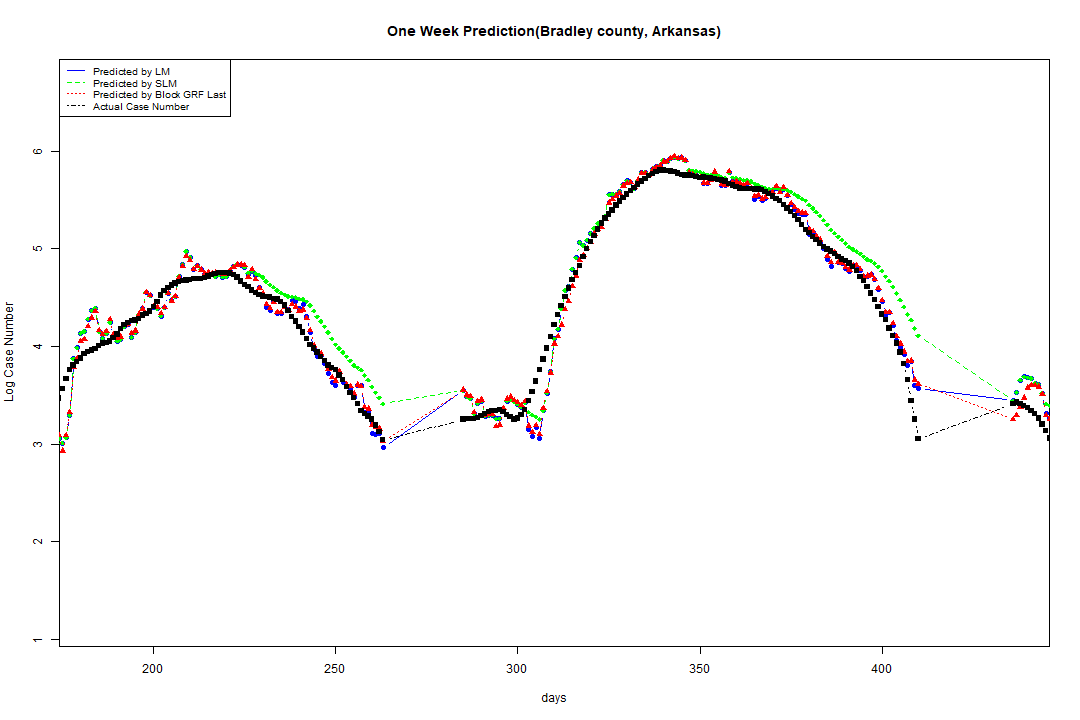 One Week Prediction(Bradley county, Arkansas)
Predicted by LM
Predicted by SLM
Predicted by Block GRF Last
Actual Case Number
Log Case Number
6
5
4
3
2
1
200 250 300 350 400
days